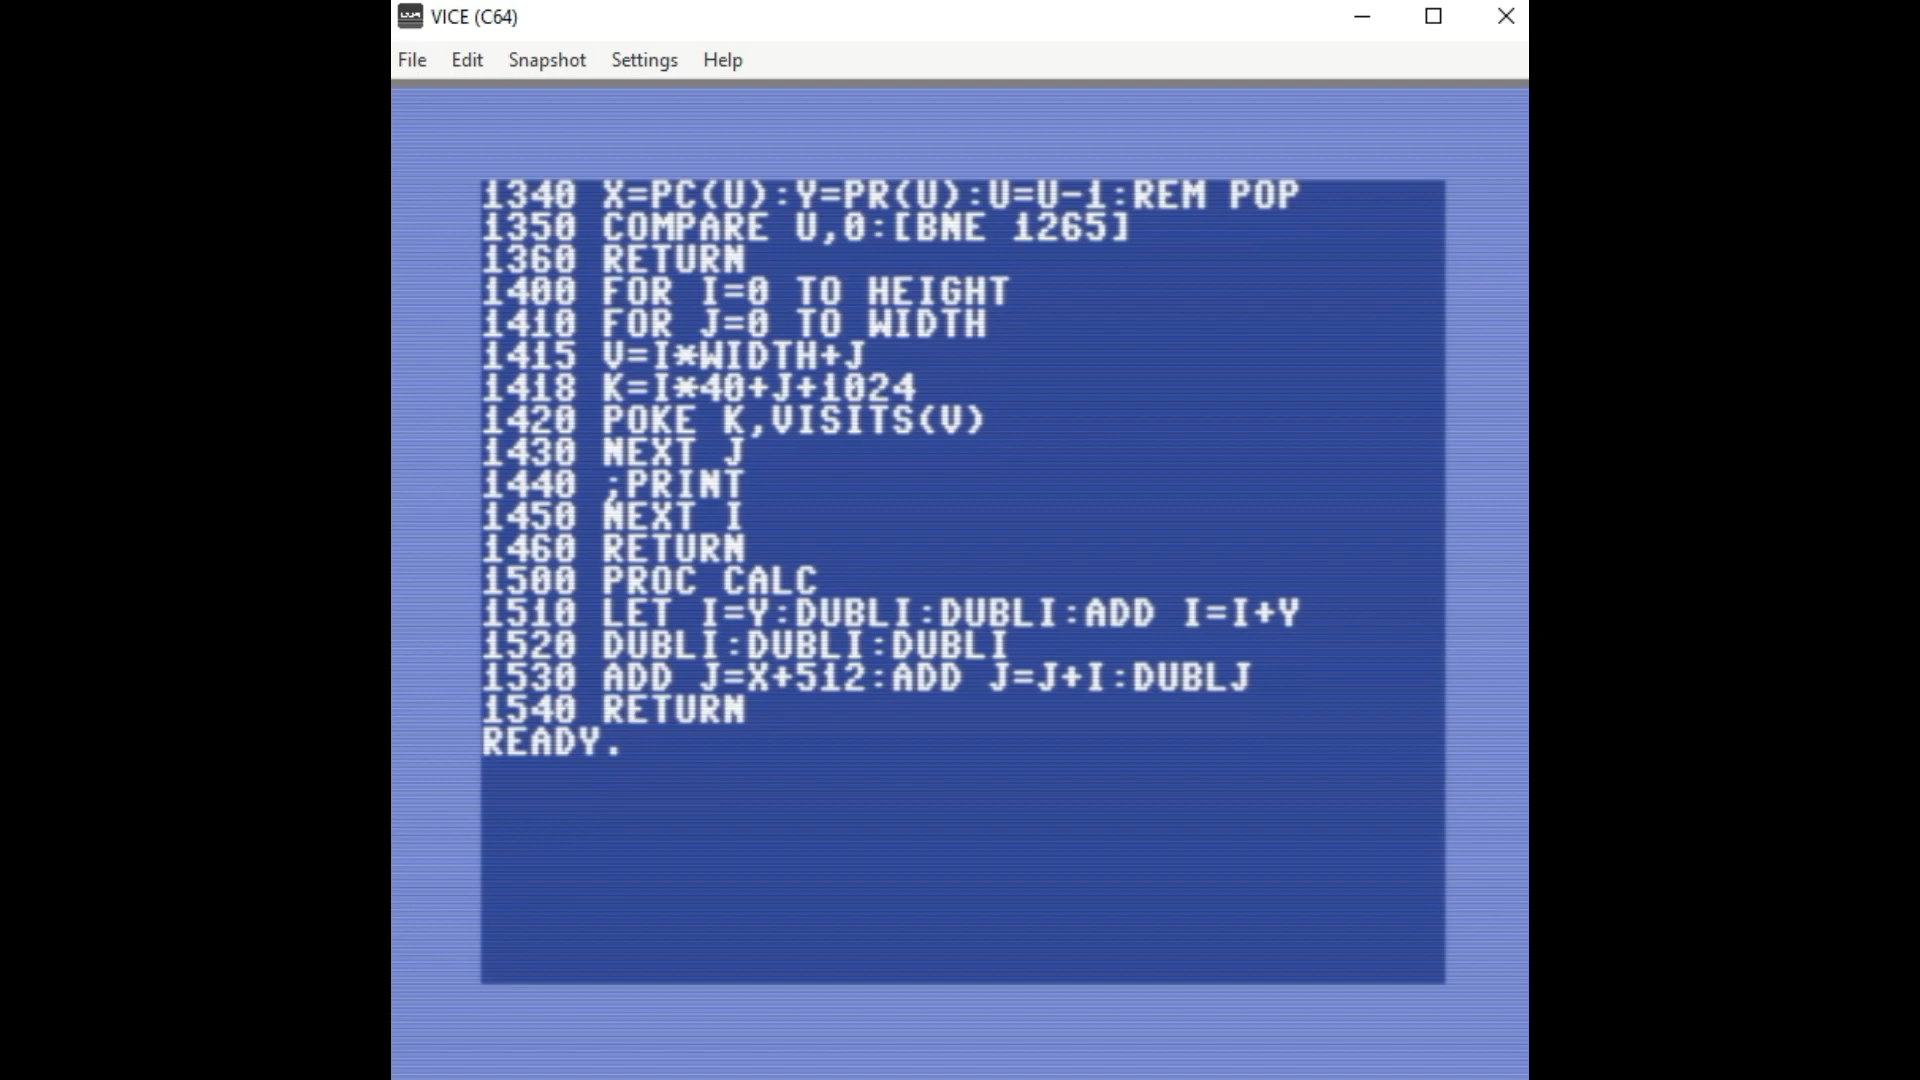 VICE (C64)
File Edit Snapshot Settings Help
1340 X=PC(U):Y=PR(U):U=U-1:REM POP
1350 COMPARE U,0:[BNE 1265]
1360 RETURN
1400 FOR I=0 TO HEIGHT
1410 FOR J=0 TO WIDTH
1415 V=I*WIDTH+J
1418 K=I*40+J+1024
1420 POKE K,VISITS(V)
1430 NEXT J
1440 ;PRINT
1450 NEXT I
1460 RETURN
1500 PROC CALC
1510 LET I=Y:DUBLI:DUBLI:ADD I=I+Y
1520 DUBLI:DUBLI:DUBLI
1530 ADD J=X+512:ADD J=J+I:DUBLJ
1540 RETURN
READY.